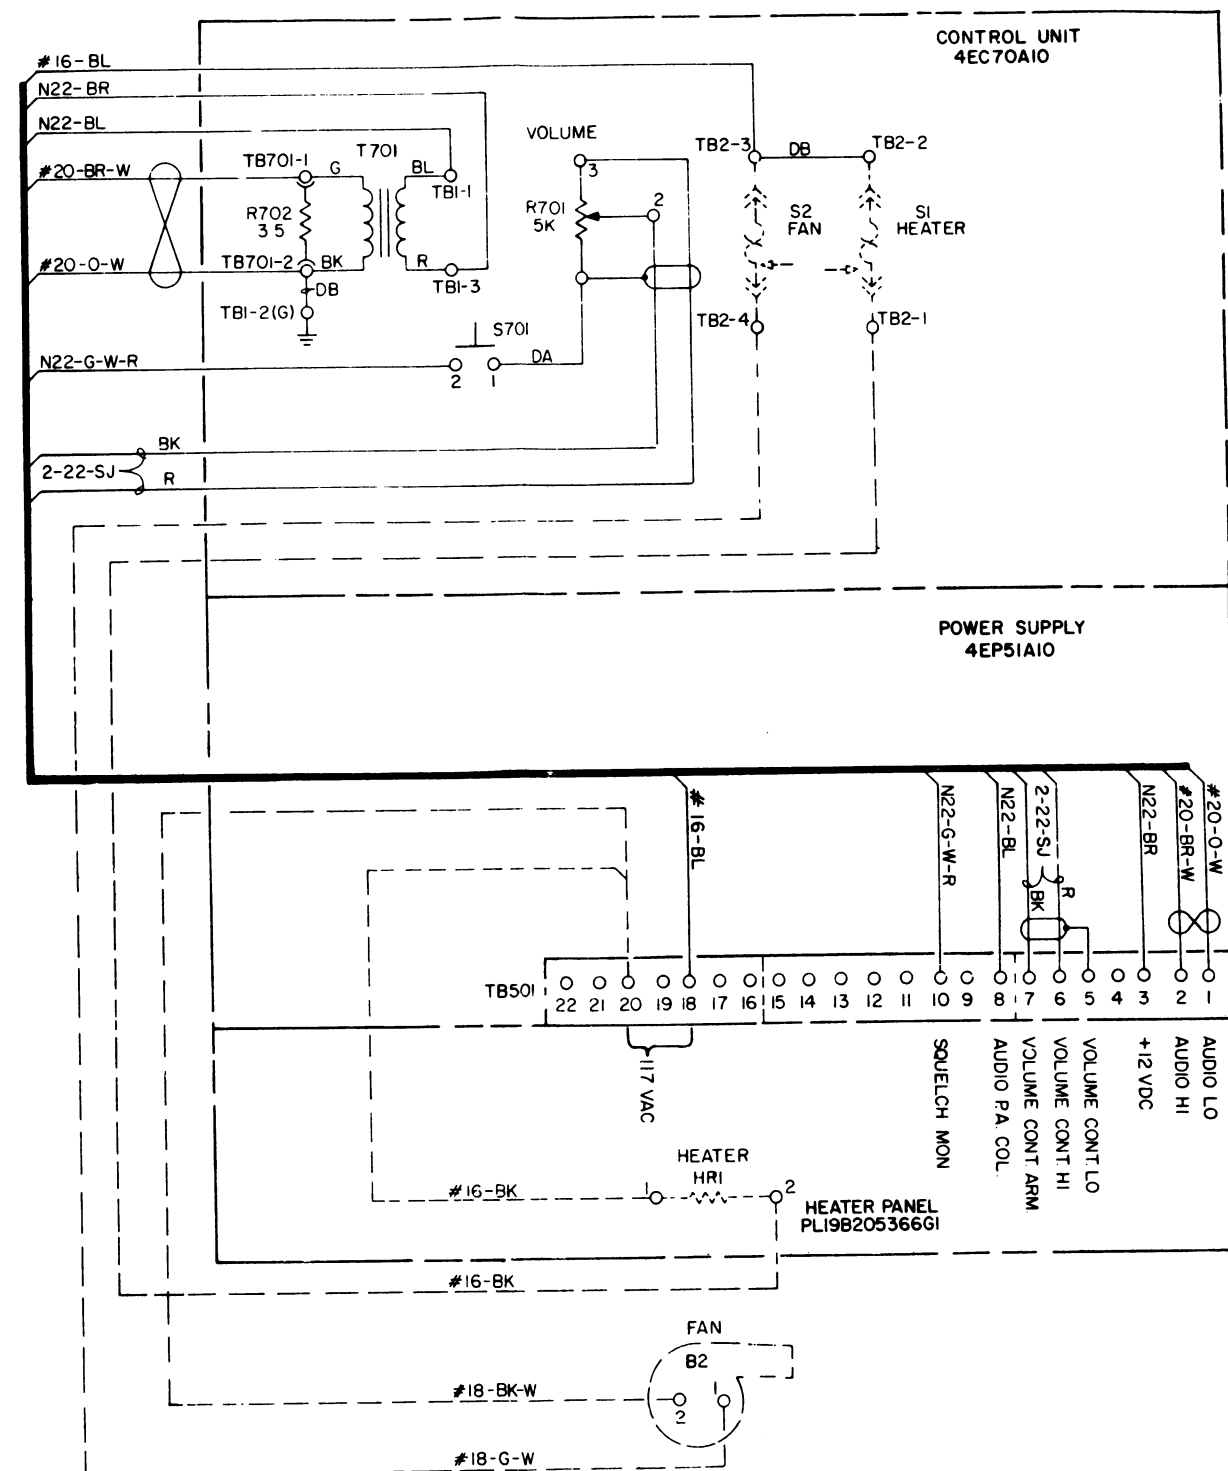 CONTROL UNIT
4EC70A10
#16-BL
N22-BR
N22-BL
VOLUME
TB2-3
DB
TB2-2
TB701-1
G
T701
BL
TB1-1
3
#20-BR-W
R702
35
R701
5K
2
S2
FAN
S1
HEATER
#20-O-W
TB701-2
BK
R
TB1-3
DB
TB1-2(G)
TB2-4
TB2-1
S701
N22-G-W-R
2
1
DA
BK
2-22-SJ
R
POWER SUPPLY
4EP51A10
#16-BL
N22-G-W-R
N22-BL
2-22-SJ
BK
R
N22-BR
#20-BR-W
#20-O-W
TB501
22 21 20 19 18 17 16 15 14 13 12 11 10 9 8 7 6 5 4 3 2 1
117 VAC
SQUELCH MON
AUDIO P.A. COL.
VOLUME CONT. ARM
VOLUME CONT. HI
VOLUME CONT. LO
+12 VDC
AUDIO HI
AUDIO LO
HEATER
HR1
#16-BK
1
2
HEATER PANEL
PL19B205366G1
#16-BK
FAN
B2
#18-BK-W
2
1
#18-G-W